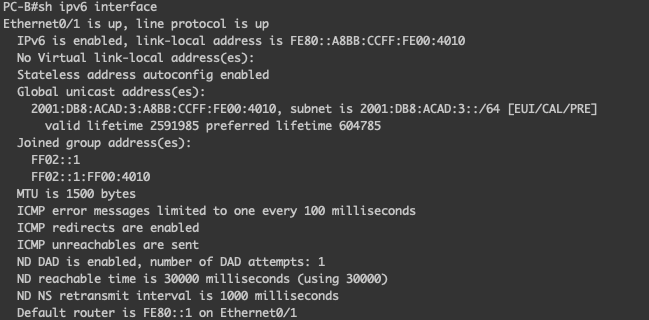 PC-B#sh ipv6 interface
Ethernet0/1 is up, line protocol is up
  IPv6 is enabled, link-local address is FE80::A8BB:CCFF:FE00:4010
  No Virtual link-local address(es):
  Stateless address autoconfig enabled
  Global unicast address(es):
    2001:DB8:ACAD:3:A8BB:CCFF:FE00:4010, subnet is 2001:DB8:ACAD:3::/64 [EUI/CAL/PRE]
      valid lifetime 2591985 preferred lifetime 604785
  Joined group address(es):
    FF02::1
    FF02::1:FF00:4010
  MTU is 1500 bytes
  ICMP error messages limited to one every 100 milliseconds
  ICMP redirects are enabled
  ICMP unreachables are sent
  ND DAD is enabled, number of DAD attempts: 1
  ND reachable time is 30000 milliseconds (using 30000)
  ND NS retransmit interval is 1000 milliseconds
  Default router is FE80::1 on Ethernet0/1